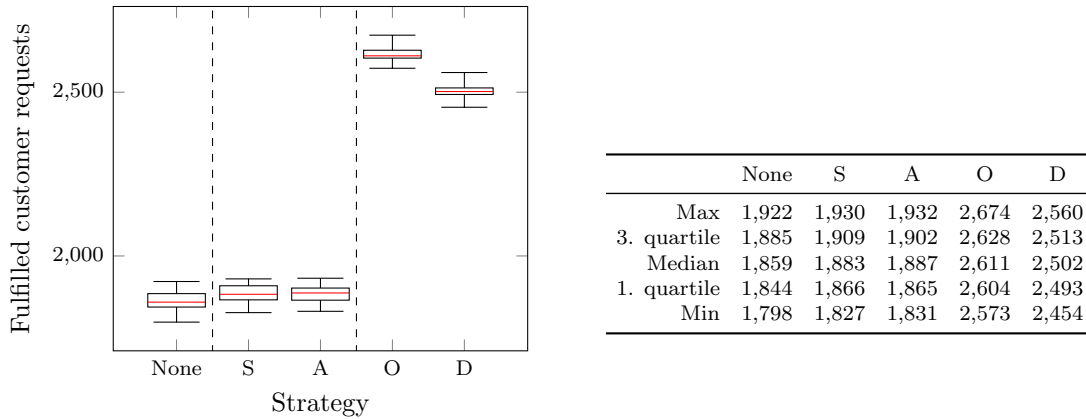 Fulfilled customer requests
2,500
2,000
None S A O D
Strategy
None S A O D
Max 1,922 1,930 1,932 2,674 2,560
3. quartile 1,885 1,909 1,902 2,628 2,513
Median 1,859 1,883 1,887 2,611 2,502
1. quartile 1,844 1,866 1,865 2,604 2,493
Min 1,798 1,827 1,831 2,573 2,454